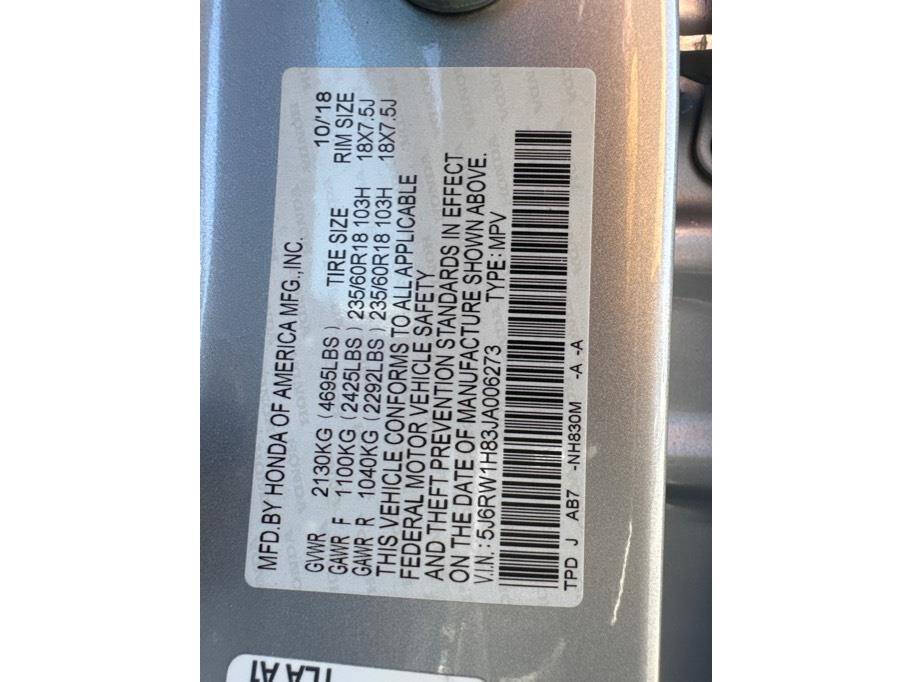 MFD.BY HONDA OF AMERICA MFG.,INC. 10/'18
GVWR 2130KG (4695LBS) TIRE SIZE RIM SIZE
GAWR F 1100KG (2425LBS) 235/60R18 103H 18X7.5J
GAWR R 1040KG (2292LBS) 235/60R18 103H 18X7.5J
THIS VEHICLE CONFORMS TO ALL APPLICABLE
FEDERAL MOTOR VEHICLE SAFETY
AND THEFT PREVENTION STANDARDS IN EFFECT
ON THE DATE OF MANUFACTURE SHOWN ABOVE.
V.I.N.:5J6RW1H83JA006273 TYPE:MPV
TPD J AB7 -NH830M -A -A